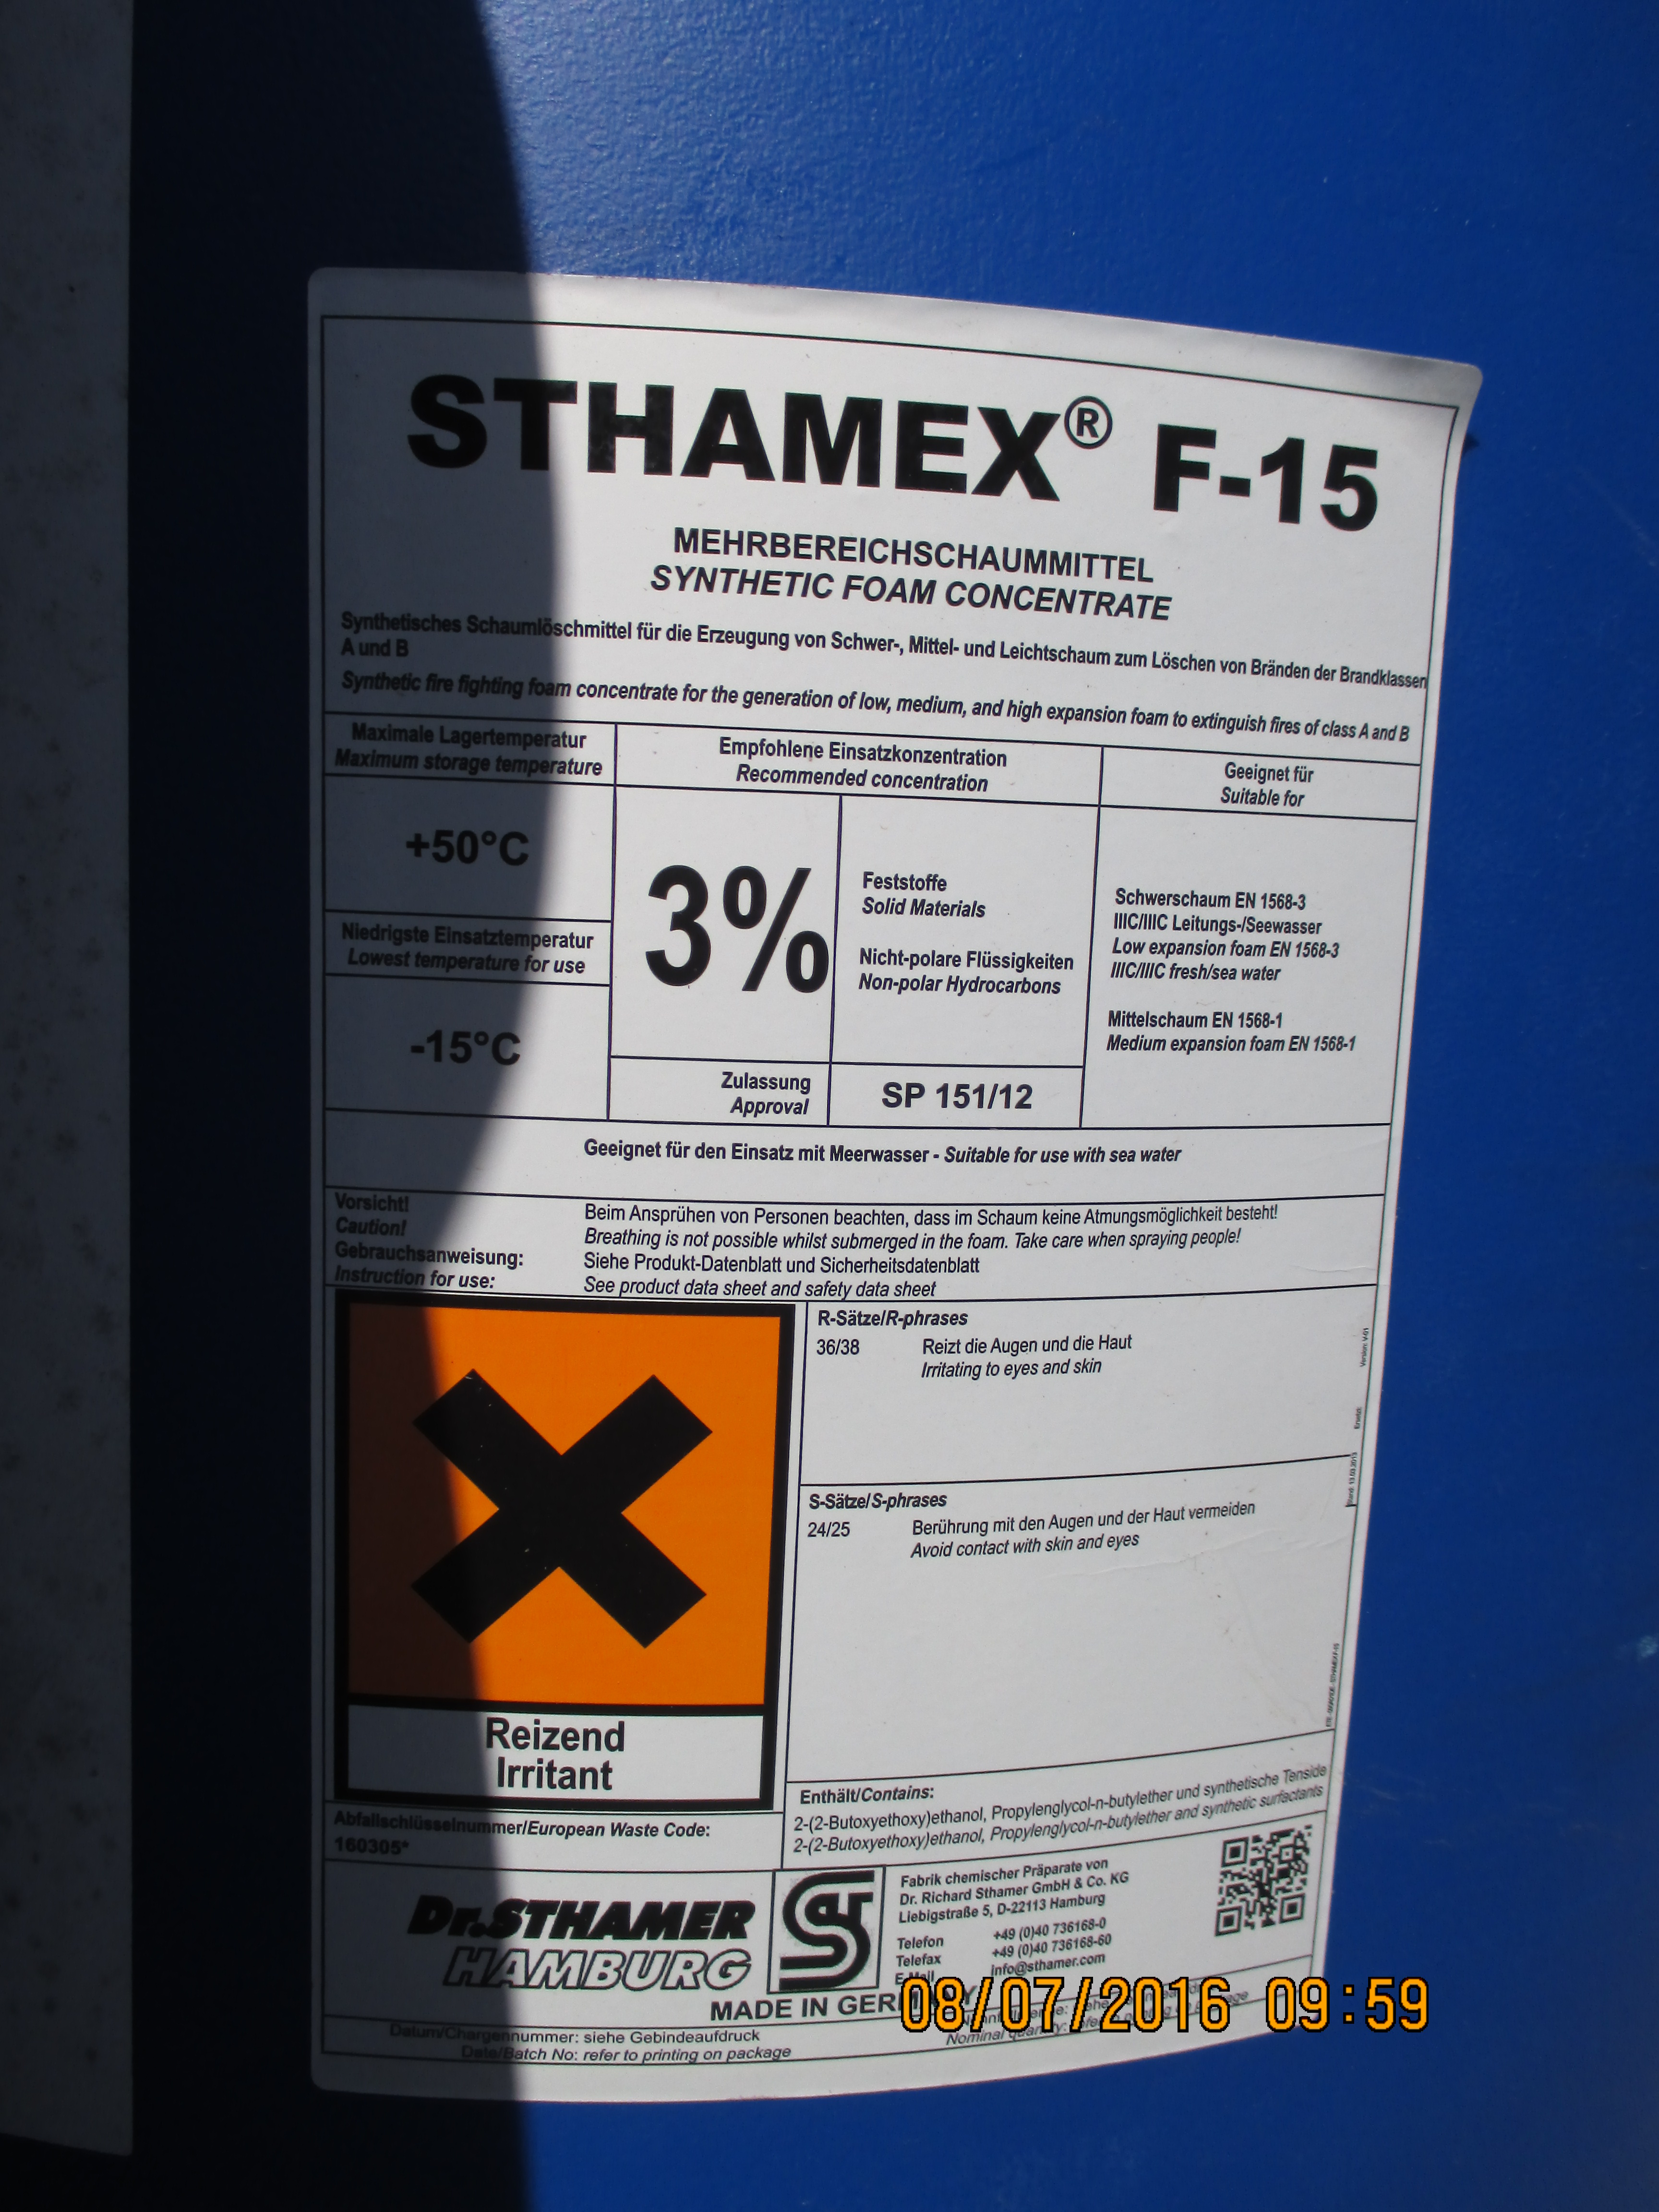 STHAMEX® F-15
MEHRBEREICHSCHAUMMITTEL
SYNTHETIC FOAM CONCENTRATE
Synthetisches Schaumlöschmittel für die Erzeugung von Schwer-, Mittel- und Leichtschaum zum Löschen von Bränden der Brandklassen
A und B
Synthetic fire fighting foam concentrate for the generation of low, medium, and high expansion foam to extinguish fires of class A and B
Maximale Lagertemperatur
Maximum storage temperature
+50°C
Niedrigste Einsatztemperatur
Lowest temperature for use
-15°C
Empfohlene Einsatzkonzentration
Recommended concentration
3%
Feststoffe
Solid Materials
Nicht-polare Flüssigkeiten
Non-polar Hydrocarbons
Zulassung
Approval
SP 151/12
Geeignet für
Suitable for
Schwerschaum EN 1568-3
IIIC/IIIC Leitungs-/Seewasser
Low expansion foam EN 1568-3
IIIC/IIIC fresh/sea water
Mittelschaum EN 1568-1
Medium expansion foam EN 1568-1
Geeignet für den Einsatz mit Meerwasser - Suitable for use with sea water
Vorsicht! Beim Ansprühen von Personen beachten, dass im Schaum keine Atmungsmöglichkeit besteht!
Caution! Breathing is not possible whilst submerged in the foam. Take care when spraying people!
Gebrauchsanweisung: Siehe Produkt-Datenblatt und Sicherheitsdatenblatt
Instruction for use: See product data sheet and safety data sheet
R-Sätze/R-phrases
36/38 Reizt die Augen und die Haut
Irritating to eyes and skin
S-Sätze/S-phrases
24/25 Berührung mit den Augen und der Haut vermeiden
Avoid contact with skin and eyes
Version: V-01
Ersetzt:
Stand: 13.03.2013
Reizend
Irritant
Enthält/Contains:
2-(2-Butoxyethoxy)ethanol, Propylenglycol-n-butylether und synthetische Tenside
2-(2-Butoxyethoxy)ethanol, Propylenglycol-n-butylether and synthetic surfactants
Abfallschlüsselnummer/European Waste Code:
160305*
Dr.STHAMER
HAMBURG
MADE IN GERMANY
Fabrik chemischer Präparate von
Dr. Richard Sthamer GmbH & Co. KG
Liebigstraße 5, D-22113 Hamburg
Telefon +49 (0)40 736168-0
Telefax +49 (0)40 736168-60
E-Mail info@sthamer.com
Datum/Chargennummer: siehe Gebindeaufdruck
Date/Batch No: refer to printing on package
Nominal quantity:
08/07/2016 09:59